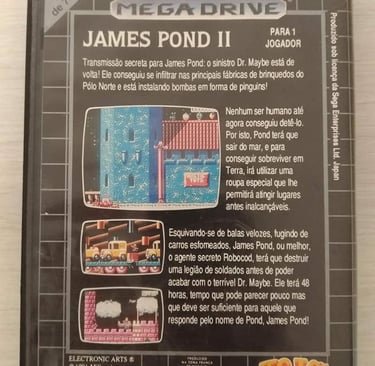 MEGA DRIVE
JAMES POND II
PARA 1
JOGADOR
Transmissão secreta para James Pond: o sinistro Dr. Maybe está de
volta! Ele conseguiu se infiltrar nas principais fábricas de brinquedos do
Pólo Norte e está instalando bombas em forma de pinguins!
Nenhum ser humano até
agora conseguiu detê-lo.
Por isto, Pond terá que
sair do mar, e para
conseguir sobreviver em
Terra, irá utilizar uma
roupa especial que lhe
permitirá atingir lugares
antes inalcançáveis.
Esquivando-se de balas velozes, fugindo de
carros esfomeados, James Pond, ou melhor,
o agente secreto Robocod, terá que destruir
uma legião de soldados antes de poder
acabar com o terrível Dr. Maybe. Ele terá 48
horas, tempo que pode parecer pouco mas
que deve ser suficiente para aquele que
responde pelo nome de Pond, James Pond!
Produzido sob licença da Sega Enterprises Ltd. Japan
ELECTRONIC ARTS ®
PRODUZIDO
NA ZONA FRANCA